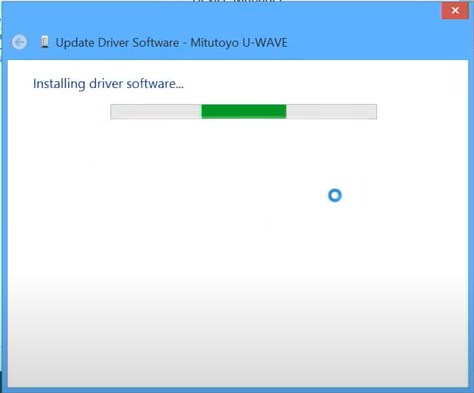 Update Driver Software - Mitutoyo U-WAVE
Installing driver software...